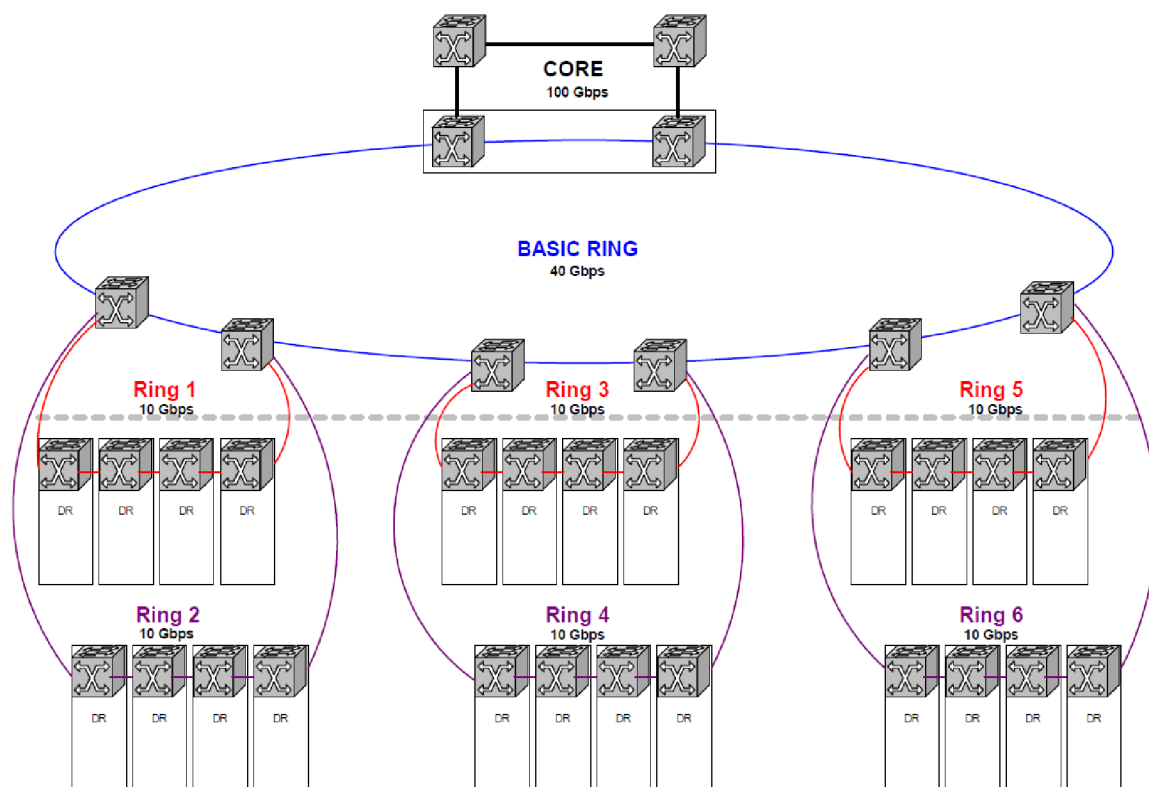 CORE
100 Gbps
BASIC RING
40 Gbps
Ring 1
10 Gbps
Ring 3
10 Gbps
Ring 5
10 Gbps
DR
DR
DR
DR
DR
DR
DR
DR
DR
DR
DR
DR
Ring 2
10 Gbps
Ring 4
10 Gbps
Ring 6
10 Gbps
DR
DR
DR
DR
DR
DR
DR
DR
DR
DR
DR
DR